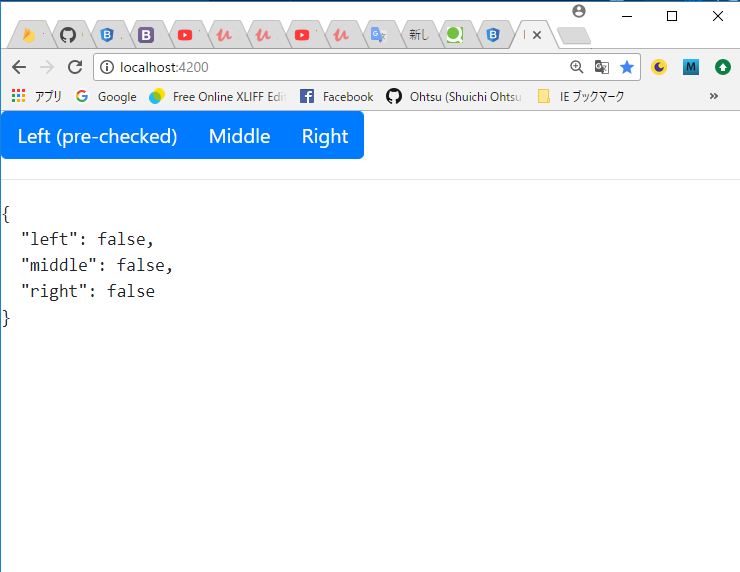 新し
localhost:4200
アプリ Google Free Online XLIFF Edit Facebook Ohtsu (Shuichi Ohtsu IE ブックマーク »
Left (pre-checked) Middle Right
{
"left": false,
"middle": false,
"right": false
}